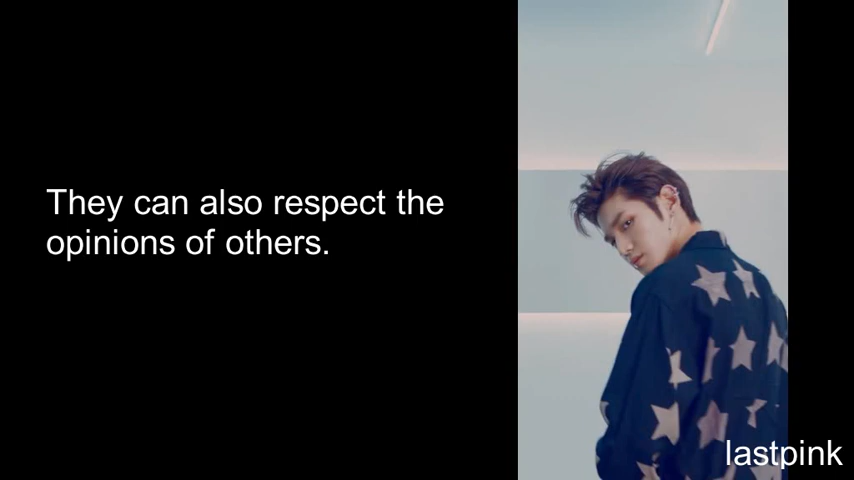 They can also respect the
opinions of others.
lastpink